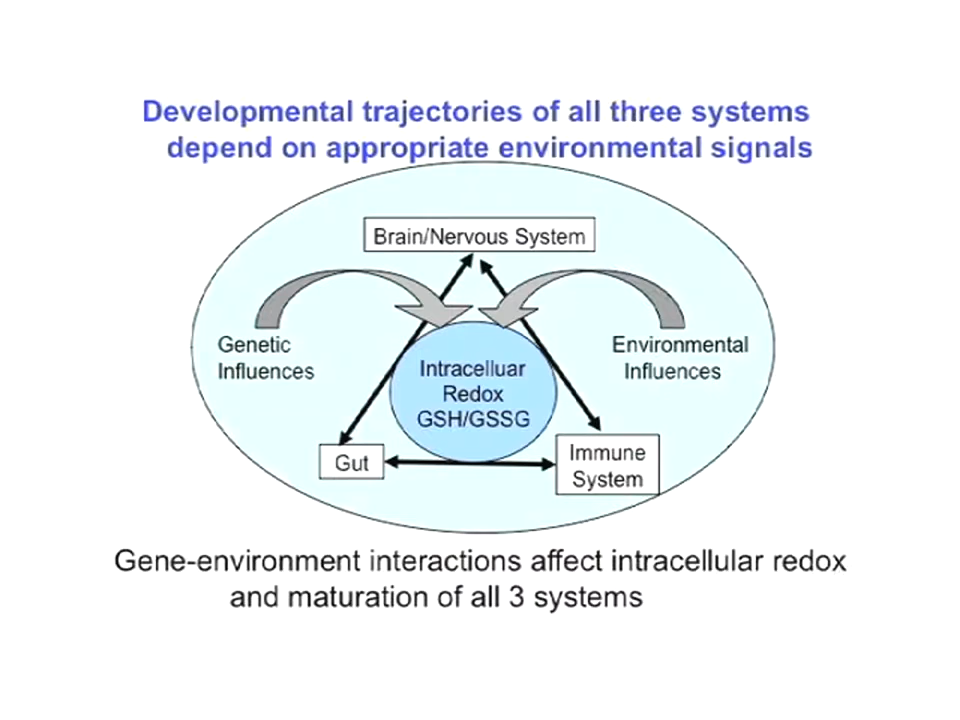 Developmental trajectories of all three systems
depend on appropriate environmental signals
Brain/Nervous System
Genetic
Influences
Environmental
Influences
Intracelluar
Redox
GSH/GSSG
Gut
Immune
System
Gene-environment interactions affect intracellular redox
and maturation of all 3 systems